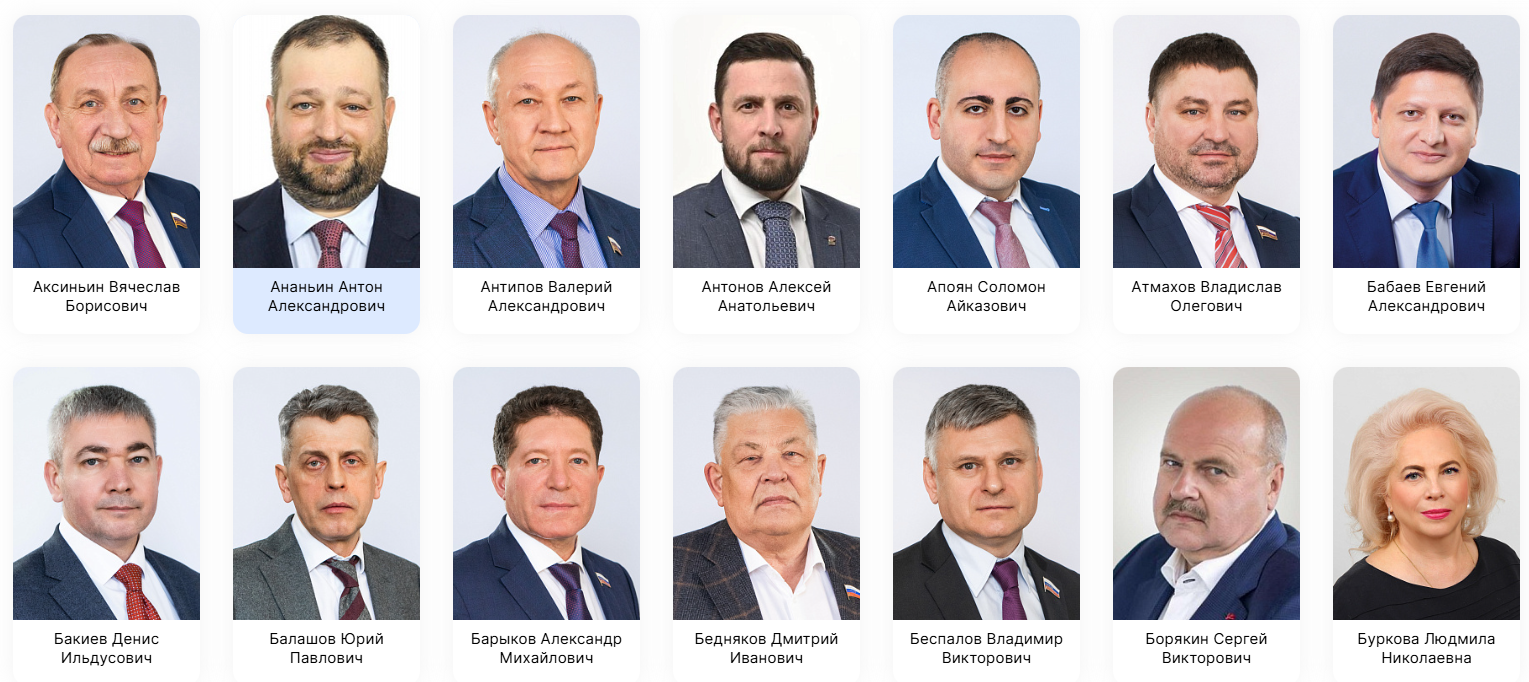 Аксиньин Вячеслав
Борисович
Ананьин Антон
Александрович
Антипов Валерий
Александрович
Антонов Алексей
Анатольевич
Апоян Соломон
Айказович
Атмахов Владислав
Олегович
Бабаев Евгений
Александрович
Бакиев Денис
Ильдусович
Балашов Юрий
Павлович
Барыков Александр
Михайлович
Бедняков Дмитрий
Иванович
Беспалов Владимир
Викторович
Борякин Сергей
Викторович
Буркова Людмила
Николаевна